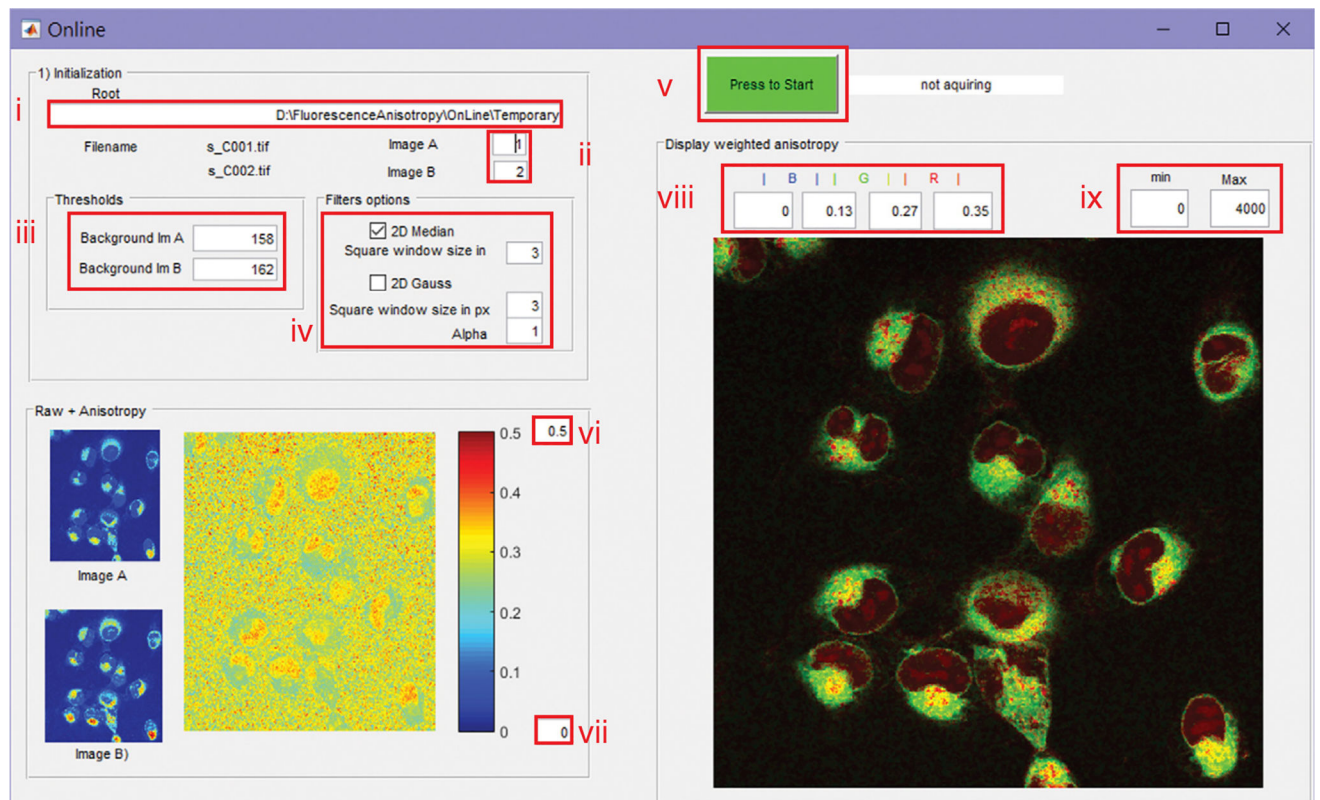 Online
1) Initialization
Root
i
D:\FluorescenceAnisotropy\OnLine\Temporary
Filename
s_C001.tif
Image A
1
ii
s_C002.tif
Image B
2
Thresholds
iii
Background Im A
158
Background Im B
162
Filters options
2D Median
Square window size in
3
2D Gauss
Square window size in px
3
iv
Alpha
1
Raw + Anisotropy
Image A
Image B)
0.5
0.4
0.3
0.2
0.1
0
0.5
vi
0
vii
v
Press to Start
not aquiring
Display weighted anisotropy
viii
| B | | G | | R |
0
0.13
0.27
0.35
ix
min
Max
0
4000